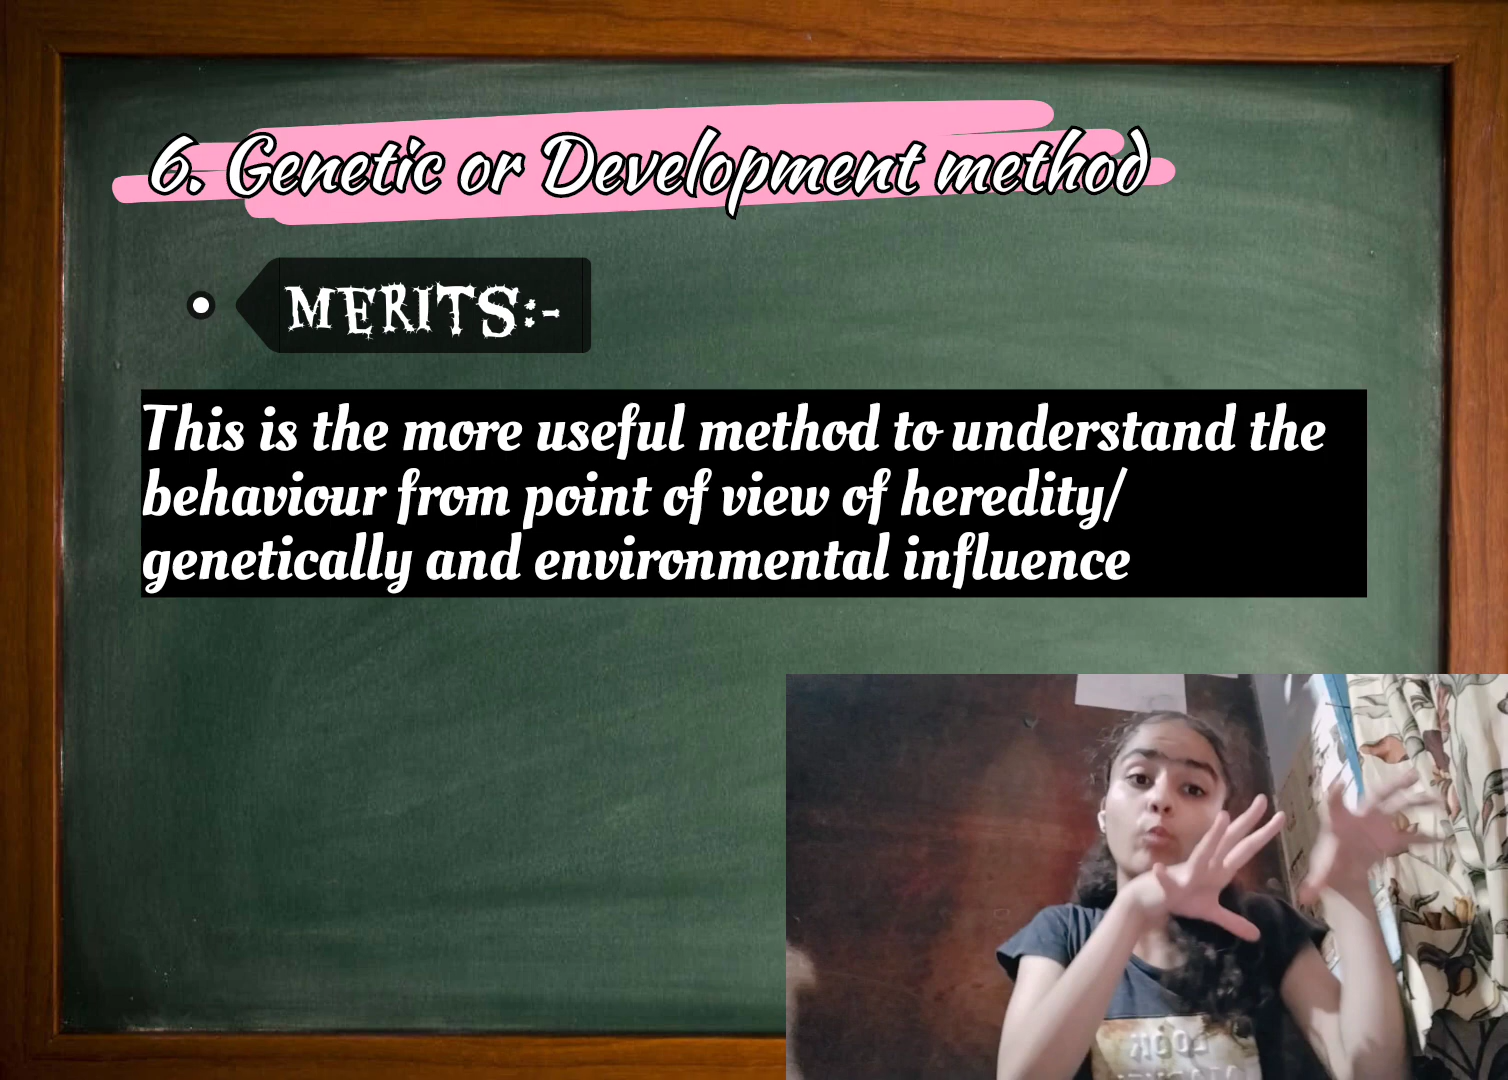 6. Genetic or Development method
MERITS:-
This is the more useful method to understand the
behaviour from point of view of heredity/
genetically and environmental influence
LOOK